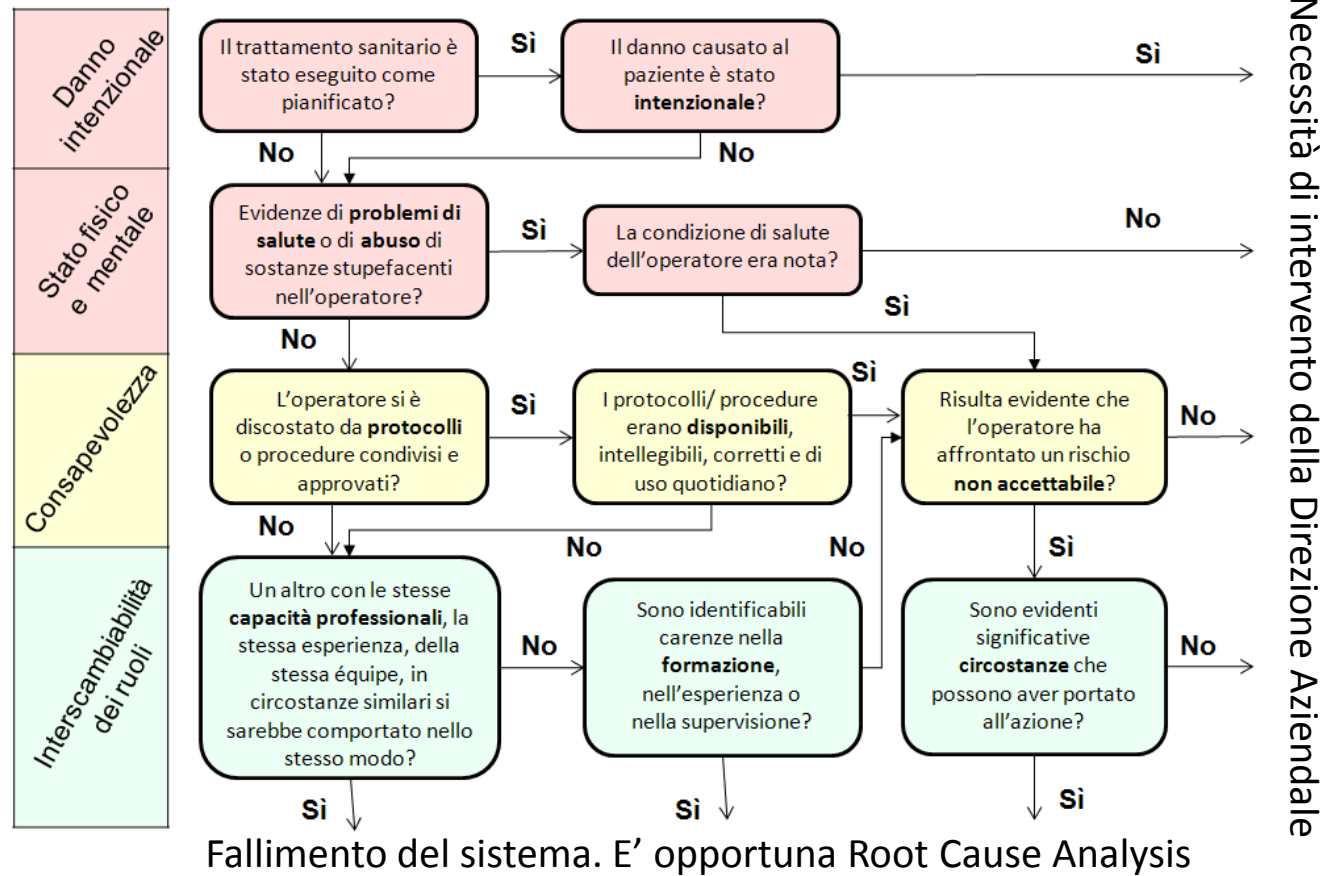 Danno
intenzionale
Il trattamento sanitario è
stato eseguito come
pianificato?
Sì
Il danno causato al
paziente è stato
intenzionale?
Sì
No
No
Stato fisico
e mentale
Evidenze di problemi di
salute o di abuso di
sostanze stupefacenti
nell'operatore?
Sì
La condizione di salute
dell'operatore era nota?
No
No
Sì
Consapevolezza
L'operatore si è
discostato da protocolli
o procedure condivisi e
approvati?
Sì
I protocolli/ procedure
erano disponibili,
intellegibili, corretti e di
uso quotidiano?
Sì
Risulta evidente che
l'operatore ha
affrontato un rischio
non accettabile?
No
No
No
No
Sì
Interscambiabilità
dei ruoli
Un altro con le stesse
capacità professionali, la
stessa esperienza, della
stessa équipe, in
circostanze similari si
sarebbe comportato nello
stesso modo?
No
Sono identificabili
carenze nella
formazione,
nell'esperienza o
nella supervisione?
Sono evidenti
significative
circostanze che
possono aver portato
all'azione?
No
Sì
Sì
Sì
Fallimento del sistema. E' opportuna Root Cause Analysis
Necessità di intervento della Direzione Aziendale